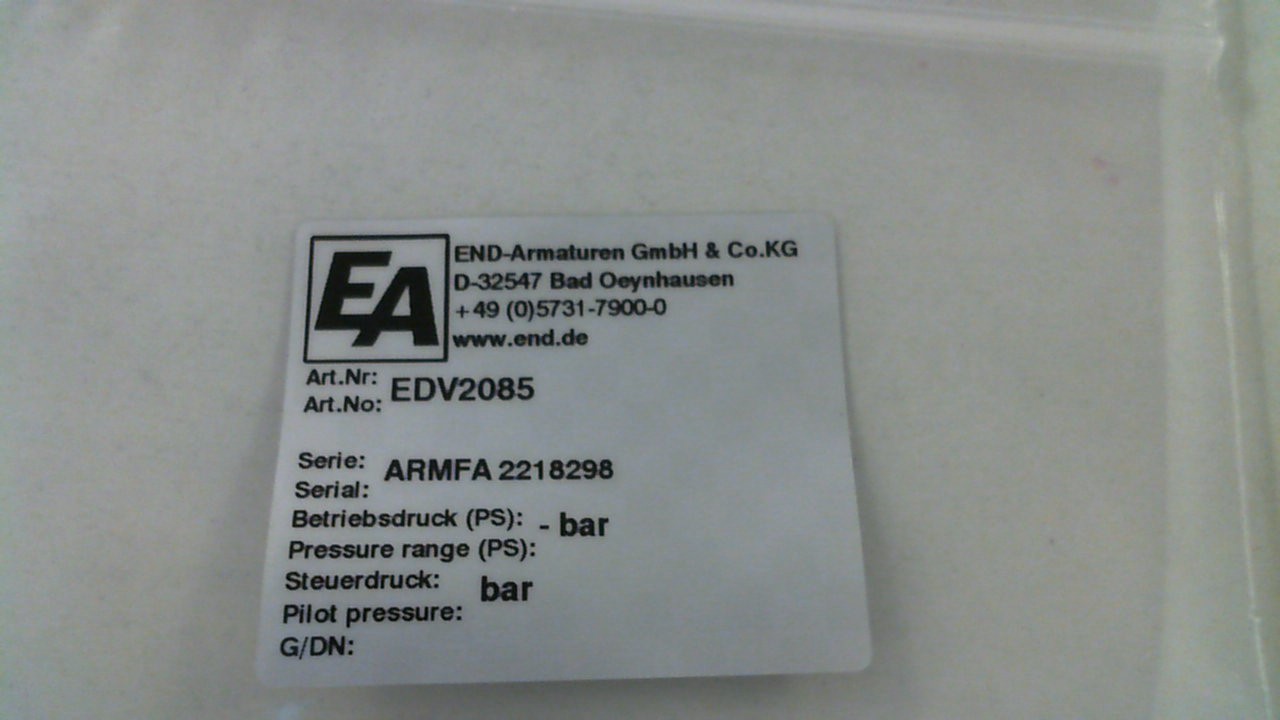 EA
END-Armaturen GmbH & Co.KG
D-32547 Bad Oeynhausen
+49 (0)5731-7900-0
www.end.de
Art.Nr:
Art.No: EDV2085
Serie:
Serial: ARMFA 2218298
Betriebsdruck (PS): - bar
Pressure range (PS):
Steuerdruck: bar
Pilot pressure:
G/DN: